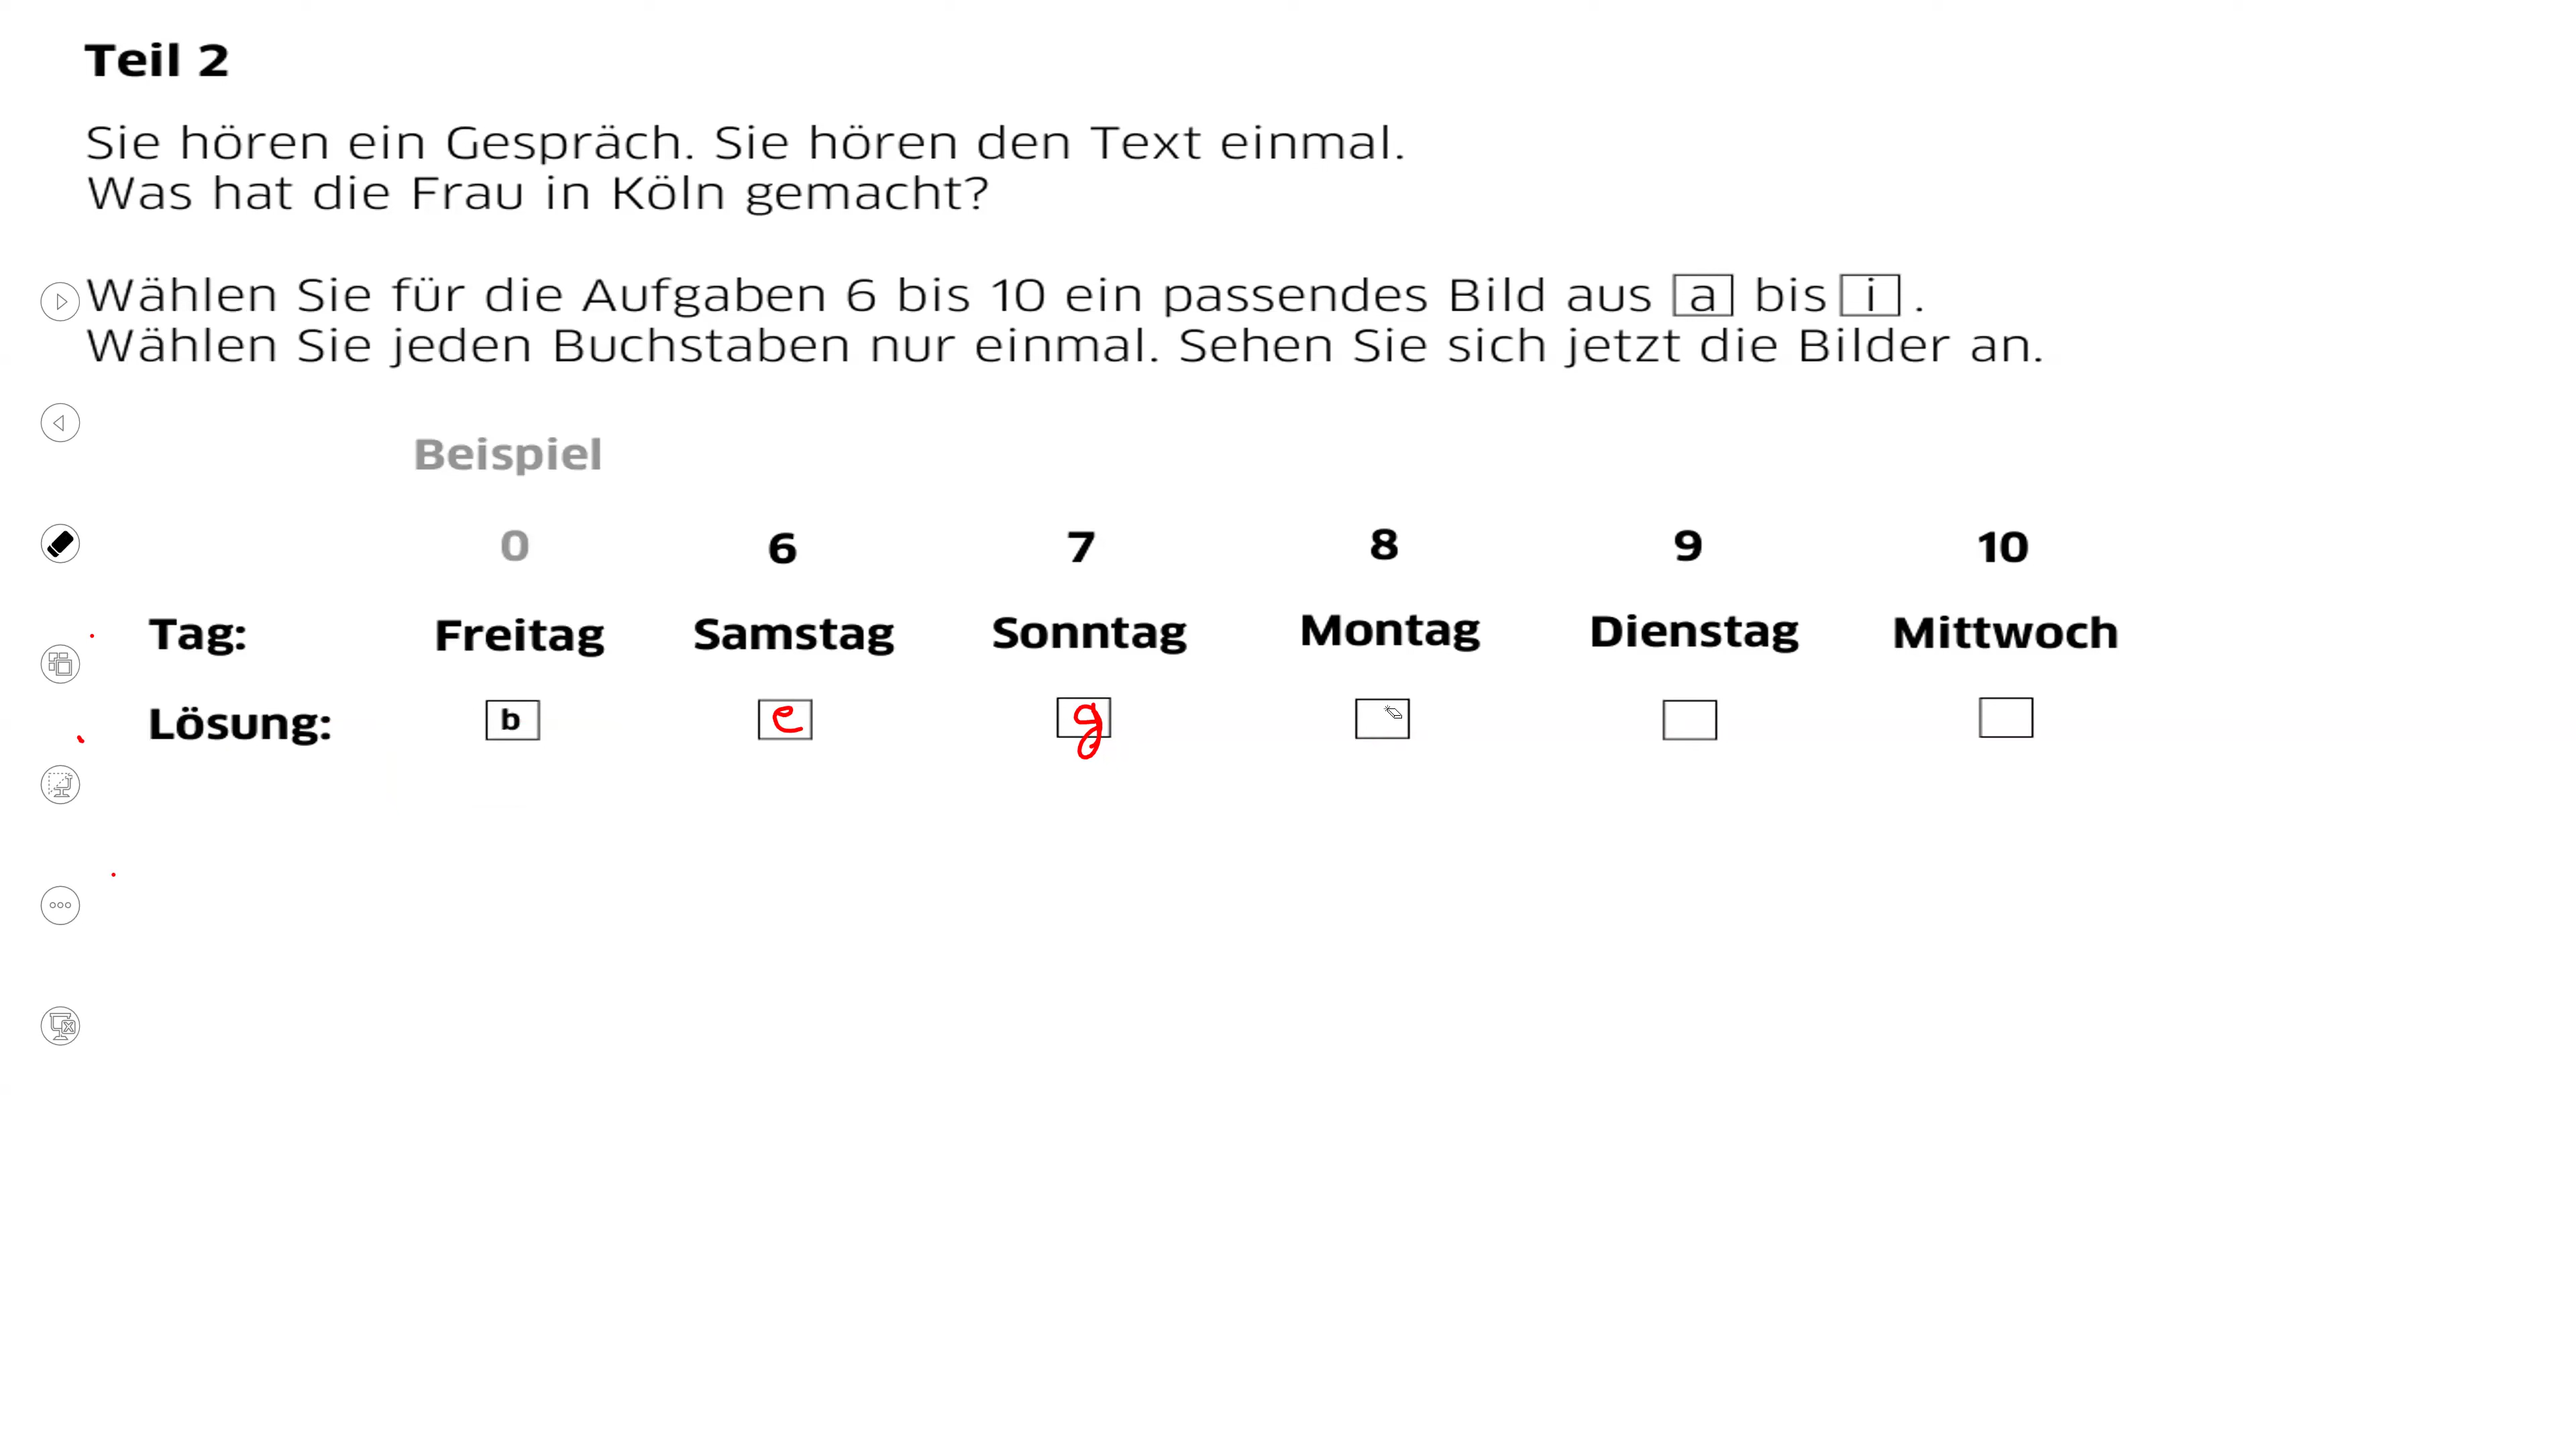 Teil 2
Sie hören ein Gespräch. Sie hören den Text einmal.
Was hat die Frau in Köln gemacht?
Wählen Sie für die Aufgaben 6 bis 10 ein passendes Bild aus a bis i .
Wählen Sie jeden Buchstaben nur einmal. Sehen Sie sich jetzt die Bilder an.
Beispiel
0 6 7 8 9 10
Tag: Freitag Samstag Sonntag Montag Dienstag Mittwoch
Lösung: b e g